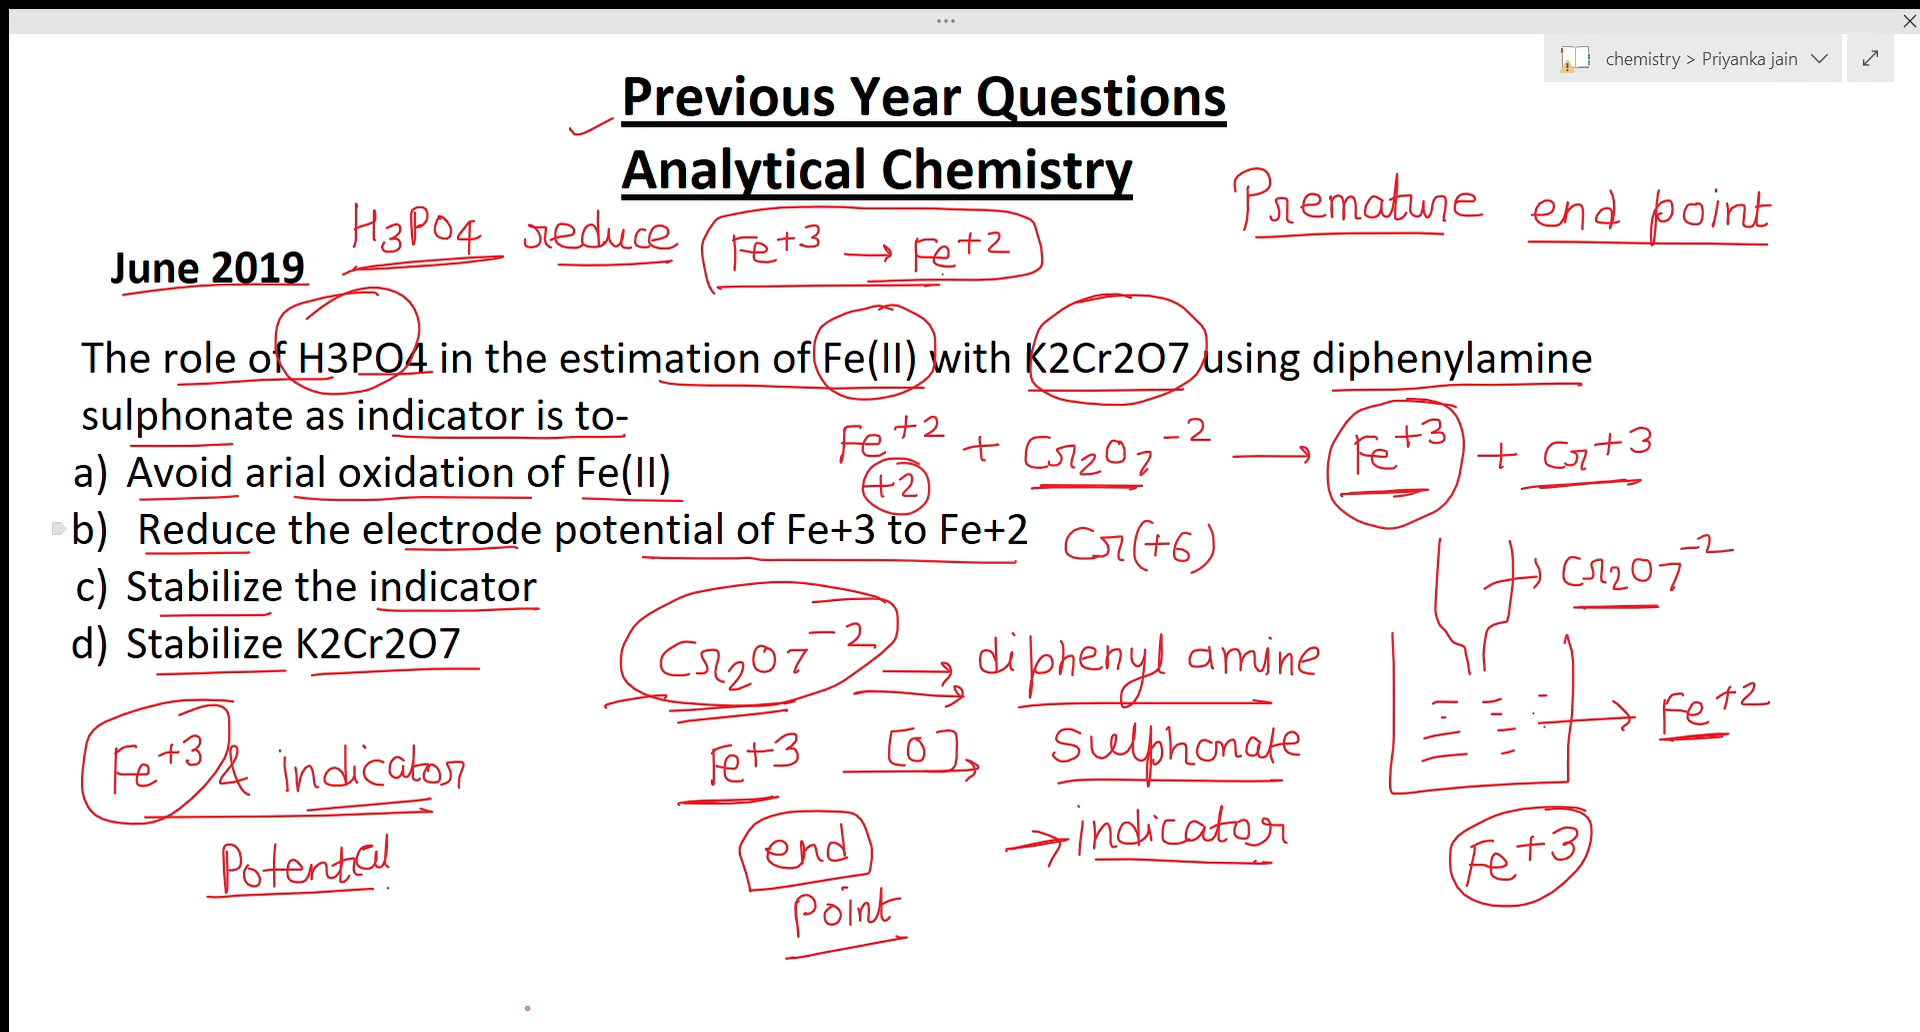 ...
chemistry > Priyanka jain
Previous Year Questions
Analytical Chemistry
Premature end point
H3PO4 reduce Fe+3 → Fe+2
June 2019
The role of H3PO4 in the estimation of Fe(II) with K2Cr2O7 using diphenylamine
sulphonate as indicator is to-
Fe+2 + Cr2O7-2 → Fe+3 + Cr+3
+2
a) Avoid arial oxidation of Fe(II)
b) Reduce the electrode potential of Fe+3 to Fe+2
Cr(+6)
→ Cr2O7-2
c) Stabilize the indicator
d) Stabilize K2Cr2O7
Cr2O7-2 → diphenyl amine
→ Fe+2
Fe+3 [O] → Sulphonate
Fe+3 & indicator
→ indicator
end
Fe+3
Potential
Point